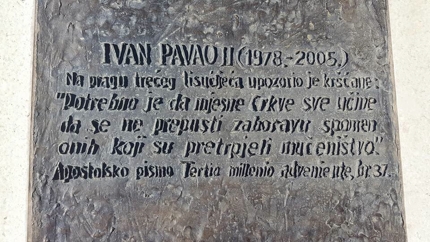 IVAN PAVAO II (1978.-2005.)
Na pragu trećeg tisućljeća upozorio je kršćane:
"Potrebno je da mjesne Crkve sve učine
da se ne prepusti zaboravu spomen
onih koji su pretrpjeli mučeništvo"
Apostolsko pismo Tertio millenio adveniente, br. 37.